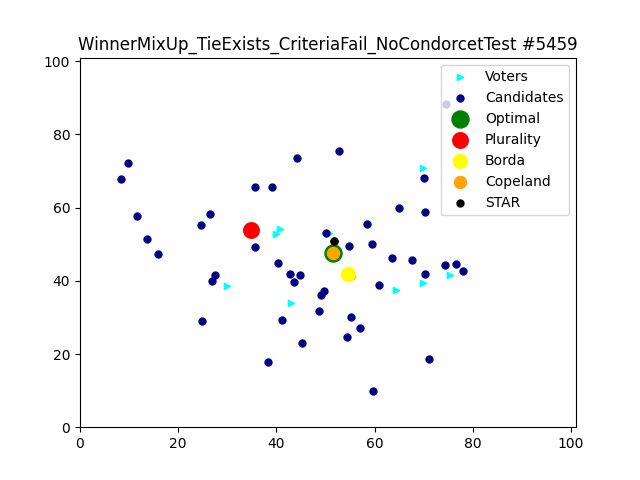 WinnerMixUp_TieExists_CriteriaFail_NoCondorcetTest #5459
100
80
60
40
20
0
0 20 40 60 80 100
Voters
Candidates
Optimal
Plurality
Borda
Copeland
STAR